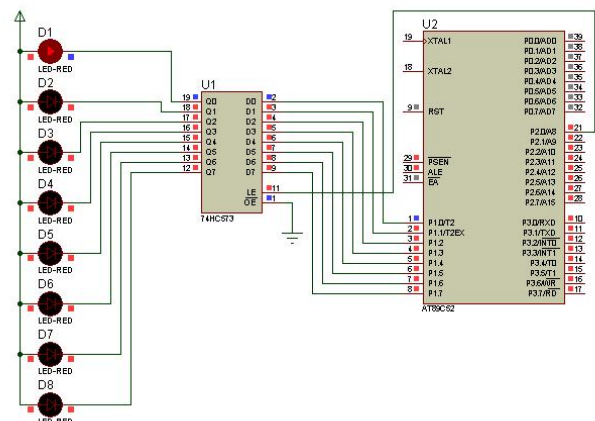 D1
LED-RED
D2
LED-RED
D3
LED-RED
D4
LED-RED
D5
LED-RED
D6
LED-RED
D7
LED-RED
D8
LED-RED
U1
19 Q0 D0 2
18 Q1 D1 3
17 Q2 D2 4
16 Q3 D3 5
15 Q4 D4 6
14 Q5 D5 7
13 Q6 D6 8
12 Q7 D7 9
LE 11
OE 1
74HC573
U2
19 XTAL1
18 XTAL2
9 RST
29 PSEN
30 ALE
31 EA
1 P1.0/T2
2 P1.1/T2EX
3 P1.2
4 P1.3
5 P1.4
6 P1.5
7 P1.6
8 P1.7
P0.0/AD0 39
P0.1/AD1 38
P0.2/AD2 37
P0.3/AD3 36
P0.4/AD4 35
P0.5/AD5 34
P0.6/AD6 33
P0.7/AD7 32
P2.0/A8 21
P2.1/A9 22
P2.2/A10 23
P2.3/A11 24
P2.4/A12 25
P2.5/A13 26
P2.6/A14 27
P2.7/A15 28
P3.0/RXD 10
P3.1/TXD 11
P3.2/INT0 12
P3.3/INT1 13
P3.4/T0 14
P3.5/T1 15
P3.6/WR 16
P3.7/RD 17
AT89C52